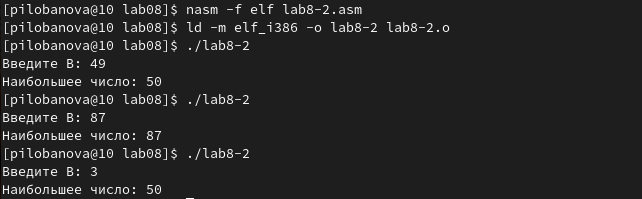 [pilobanova@10 lab08]$ nasm -f elf lab8-2.asm
[pilobanova@10 lab08]$ ld -m elf_i386 -o lab8-2 lab8-2.o
[pilobanova@10 lab08]$ ./lab8-2
Введите В: 49
Наибольшее число: 50
[pilobanova@10 lab08]$ ./lab8-2
Введите В: 87
Наибольшее число: 87
[pilobanova@10 lab08]$ ./lab8-2
Введите В: 3
Наибольшее число: 50